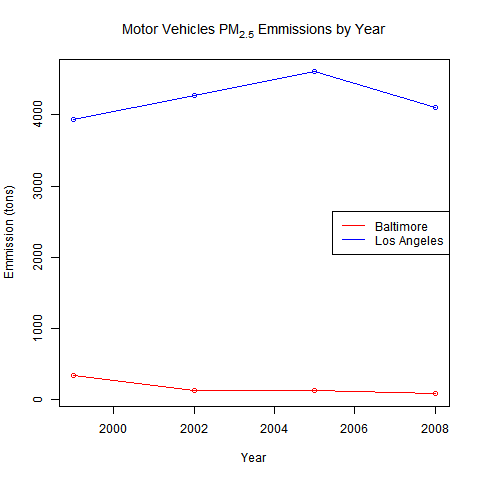 Motor Vehicles PM2.5 Emmissions by Year
Emmission (tons)
4000
3000
2000
1000
0
Baltimore
Los Angeles
2000 2002 2004 2006 2008
Year